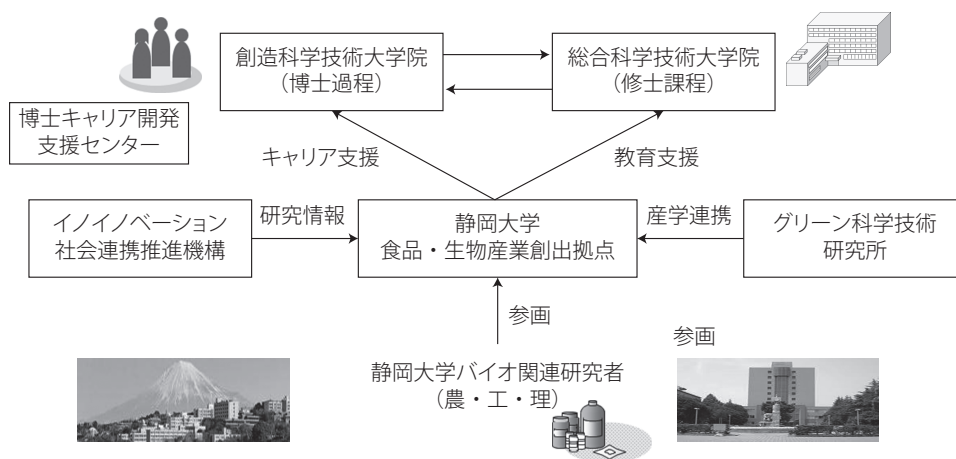 創造科学技術大学院
（博士過程）
総合科学技術大学院
（修士課程）
博士キャリア開発
支援センター
キャリア支援
教育支援
イノイノベーション
社会連携推進機構
研究情報
静岡大学
食品・生物産業創出拠点
産学連携
グリーン科学技術
研究所
参画
参画
静岡大学バイオ関連研究者
（農・工・理）